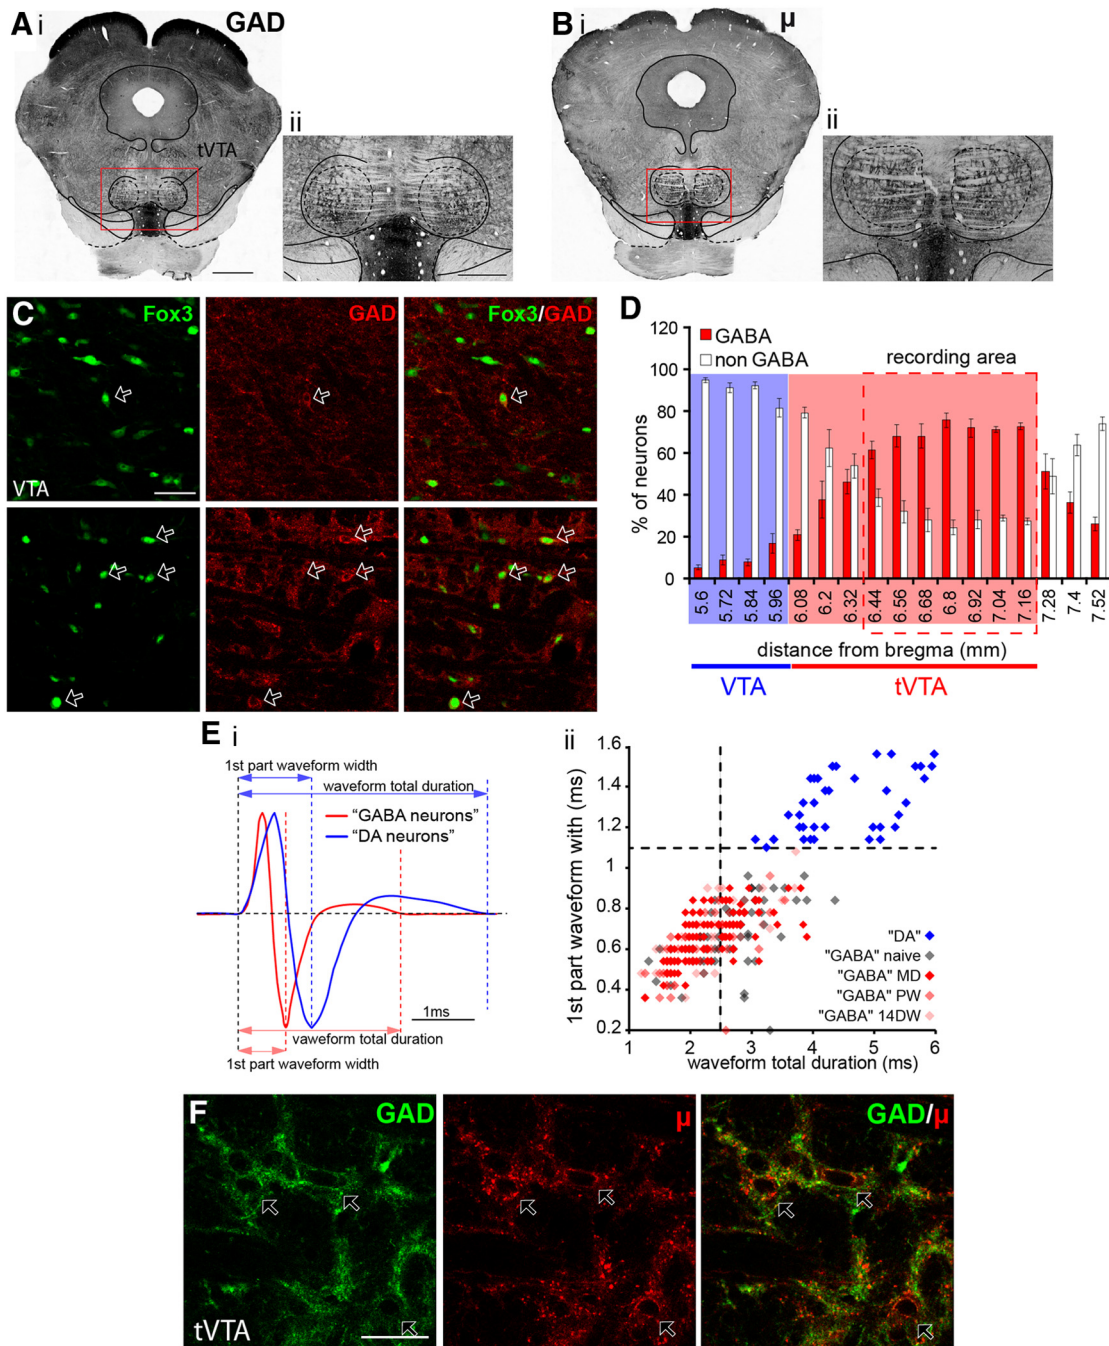 A i
GAD
tVTA
ii
B i
μ
ii
C
Fox3
GAD
Fox3/GAD
VTA
D
GABA
non GABA
recording area
% of neurons
120
100
80
60
40
20
0
5.6
5.72
5.84
5.96
6.08
6.2
6.32
6.44
6.56
6.68
6.8
6.92
7.04
7.16
7.28
7.4
7.52
distance from bregma (mm)
VTA
tVTA
E i
1st part waveform width
waveform total duration
"GABA neurons"
"DA neurons"
1ms
vaweform total duration
1st part waveform width
ii
1st part waveform with (ms)
1.6
1.4
1.2
1
0.8
0.6
0.4
0.2
"DA"
"GABA" naive
"GABA" MD
"GABA" PW
"GABA" 14DW
1 2 3 4 5 6
waveform total duration (ms)
F
GAD
μ
GAD/μ
tVTA